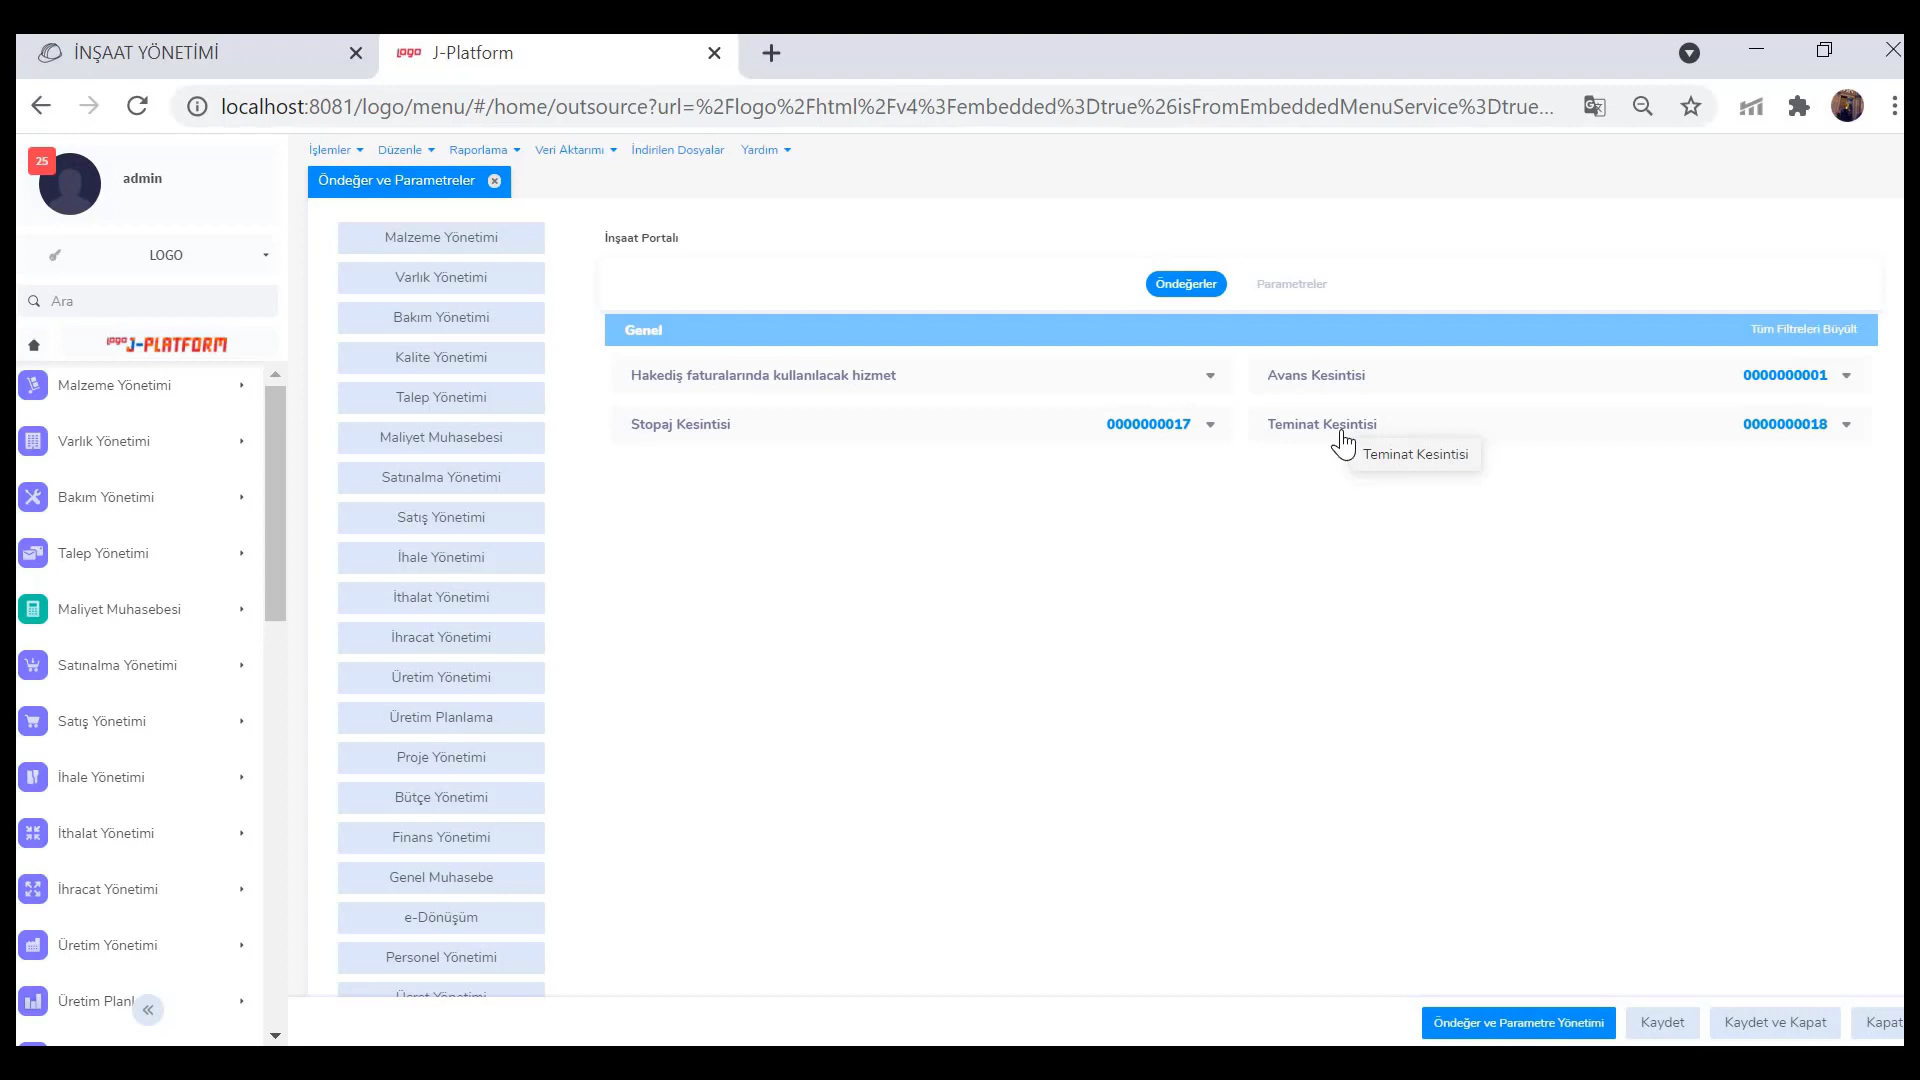 İNŞAAT YÖNETİMİ
LOGO J-Platform
localhost:8081/logo/menu/#/home/outsource?url=%2Flogo%2Fhtml%2Fv4%3Fembedded%3Dtrue%26isFromEmbeddedMenuService%3Dtrue...
25
admin
LOGO
Ara
LOGO J-PLATFORM
Malzeme Yönetimi
Varlık Yönetimi
Bakım Yönetimi
Talep Yönetimi
Maliyet Muhasebesi
Satınalma Yönetimi
Satış Yönetimi
İhale Yönetimi
İthalat Yönetimi
İhracat Yönetimi
Üretim Yönetimi
Üretim Planl
İşlemler Düzenle Raporlama Veri Aktarımı İndirilen Dosyalar Yardım
Öndeğer ve Parametreler
Malzeme Yönetimi
Varlık Yönetimi
Bakım Yönetimi
Kalite Yönetimi
Talep Yönetimi
Maliyet Muhasebesi
Satınalma Yönetimi
Satış Yönetimi
İhale Yönetimi
İthalat Yönetimi
İhracat Yönetimi
Üretim Yönetimi
Üretim Planlama
Proje Yönetimi
Bütçe Yönetimi
Finans Yönetimi
Genel Muhasebe
e-Dönüşüm
Personel Yönetimi
Ücret Yönetimi
İnşaat Portalı
Öndeğerler Parametreler
Genel Tüm Filtreleri Büyült
Hakediş faturalarında kullanılacak hizmet
Avans Kesintisi 0000000001
Stopaj Kesintisi 0000000017
Teminat Kesintisi 0000000018
Teminat Kesintisi
Öndeğer ve Parametre Yönetimi Kaydet Kaydet ve Kapat Kapat